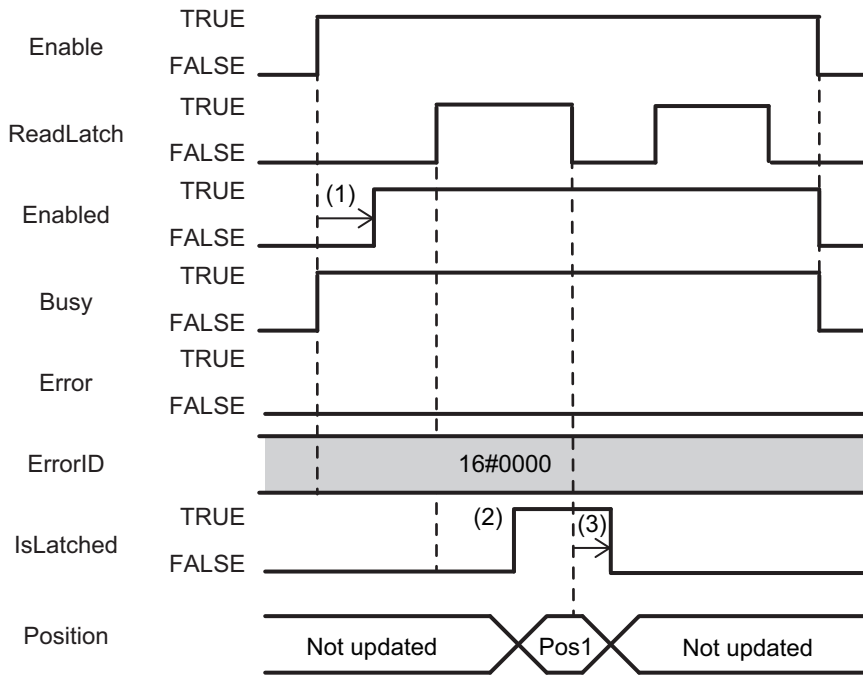 Enable
TRUE
FALSE
ReadLatch
TRUE
FALSE
Enabled
TRUE
FALSE
(1)
Busy
TRUE
FALSE
Error
TRUE
FALSE
ErrorID
16#0000
IsLatched
TRUE
FALSE
(2)
(3)
Position
Not updated
Pos1
Not updated